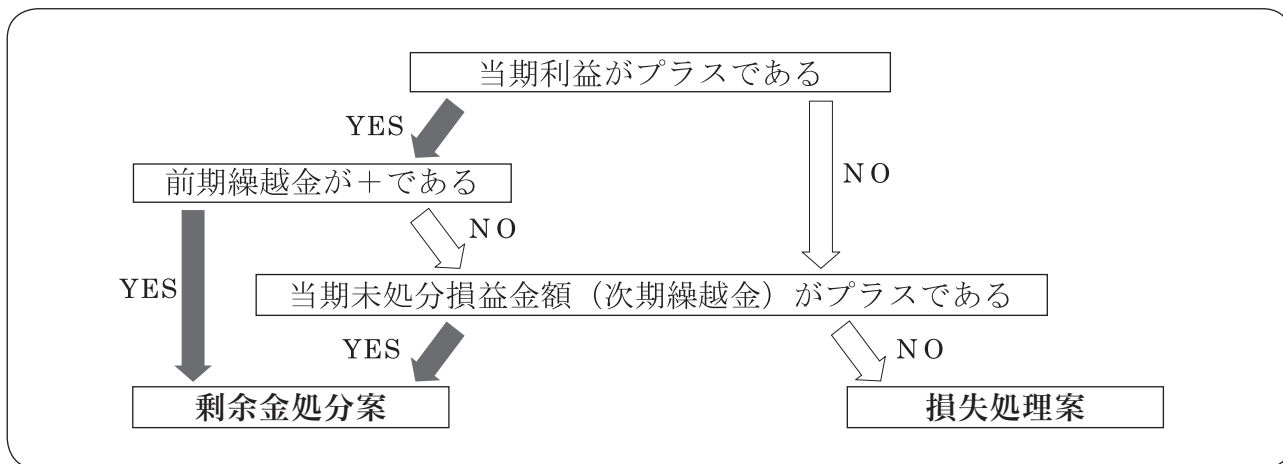 当期利益がプラスである
YES
NO
前期繰越金が＋である
NO
YES
当期未処分損益金額（次期繰越金）がプラスである
YES
NO
剰余金処分案
損失処理案